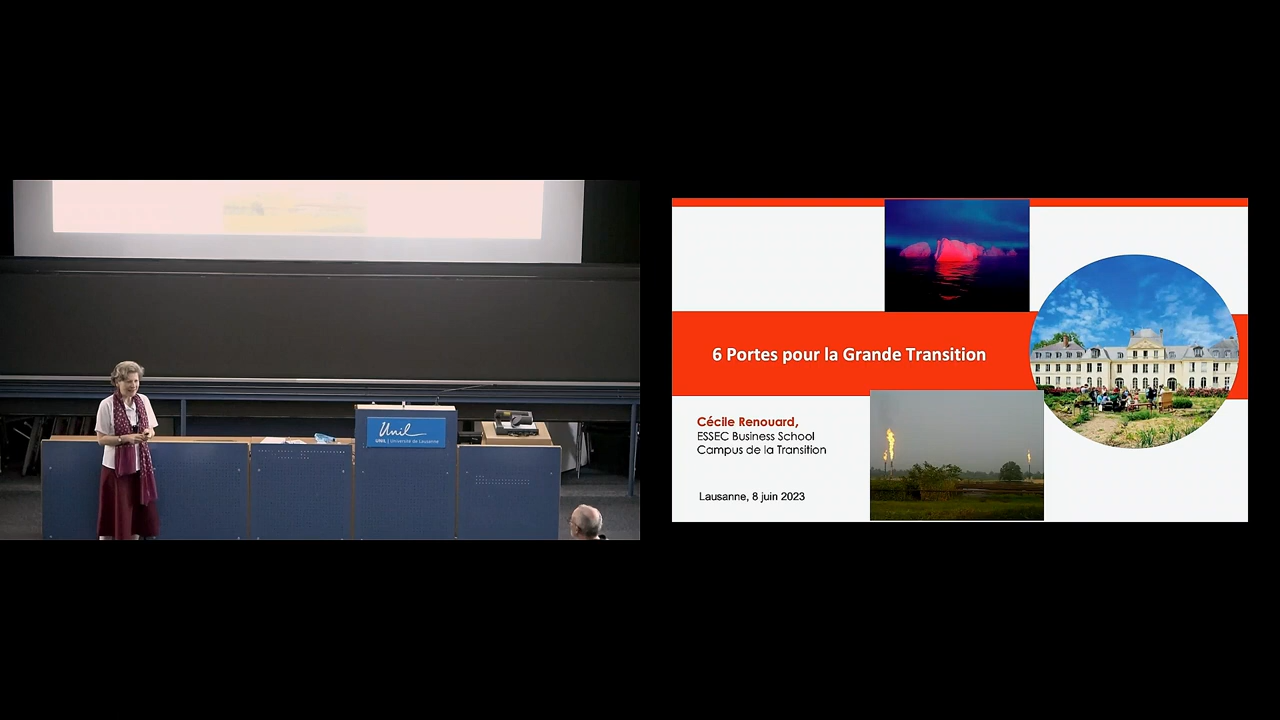 Unil
UNIL | Université de Lausanne
6 Portes pour la Grande Transition
Cécile Renouard,
ESSEC Business School
Campus de la Transition
Lausanne, 8 juin 2023